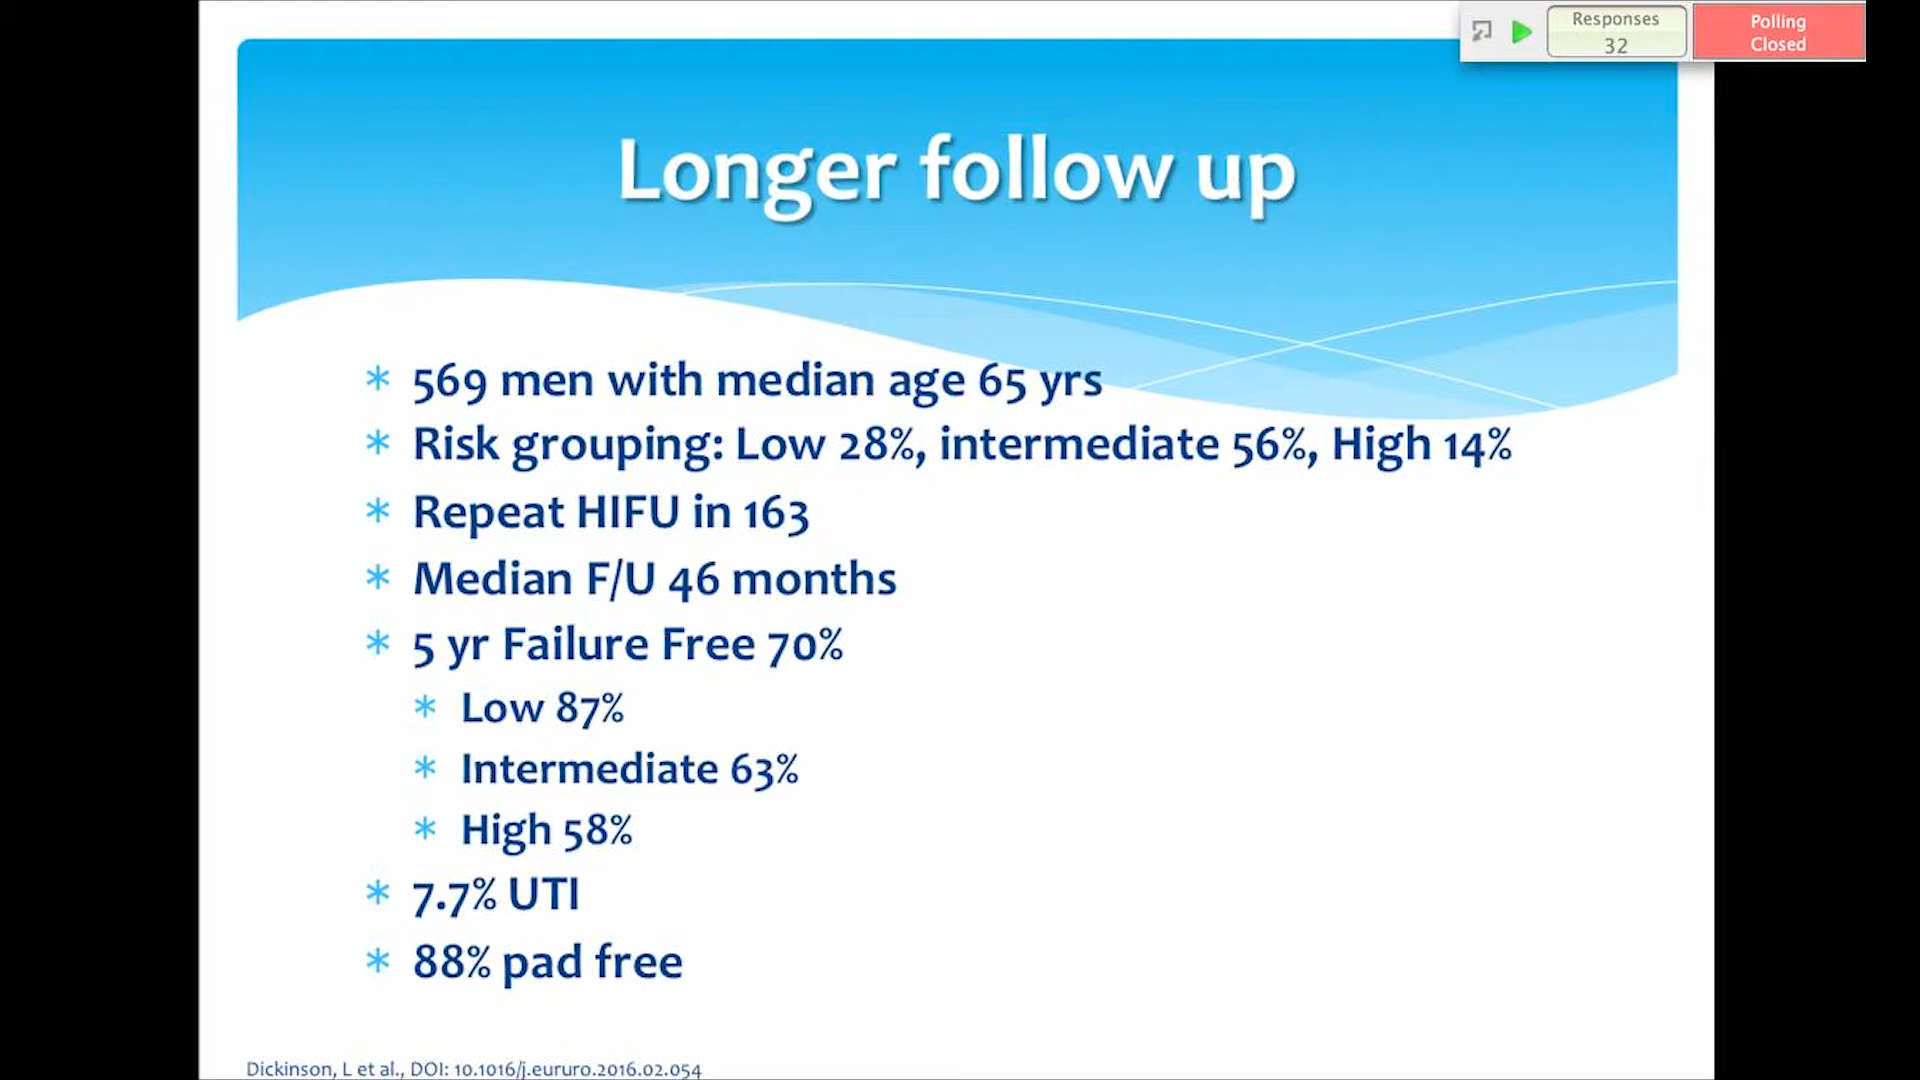 Responses
32
Polling
Closed
Longer follow up
* 569 men with median age 65 yrs
* Risk grouping: Low 28%, intermediate 56%, High 14%
* Repeat HIFU in 163
* Median F/U 46 months
* 5 yr Failure Free 70%
* Low 87%
* Intermediate 63%
* High 58%
* 7.7% UTI
* 88% pad free
Dickinson, L et al., DOI: 10.1016/j.eururo.2016.02.054